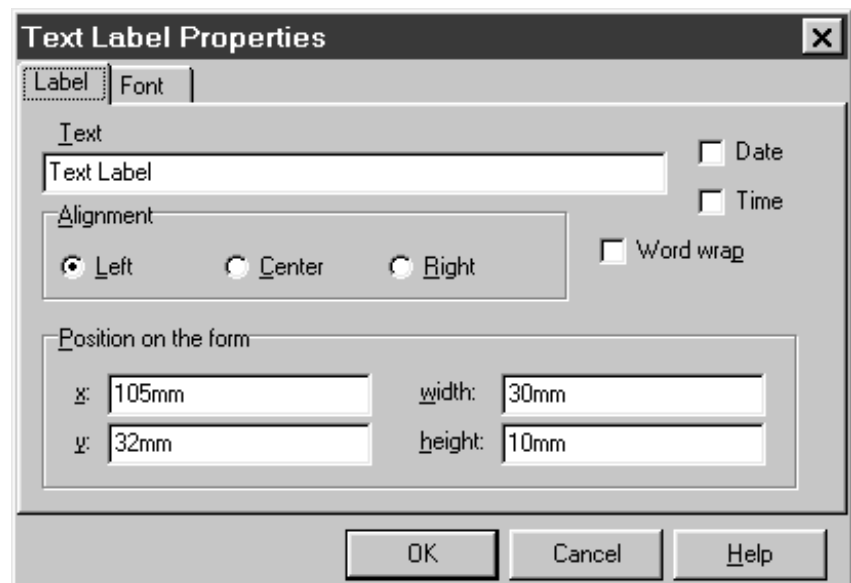 Text Label Properties
Label Font
Text
Text Label
Date
Time
Alignment
Left Center Right
Word wrap
Position on the form
x: 105mm width: 30mm
y: 32mm height: 10mm
OK Cancel Help